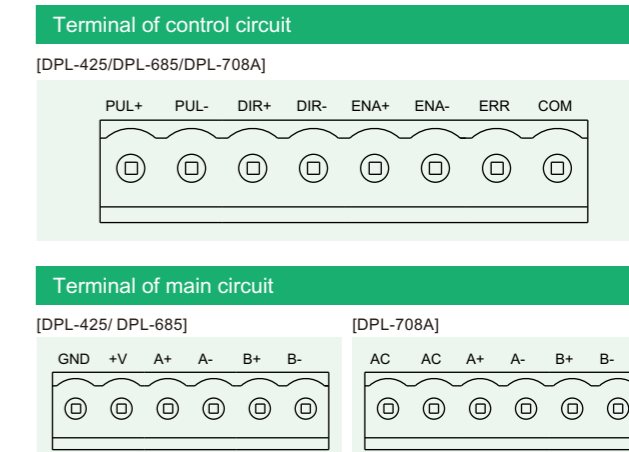 Terminal of control circuit
[DPL-425/DPL-685/DPL-708A]
PUL+ PUL- DIR+ DIR- ENA+ ENA- ERR COM
Terminal of main circuit
[DPL-425/ DPL-685] [DPL-708A]
GND +V A+ A- B+ B- AC AC A+ A- B+ B-